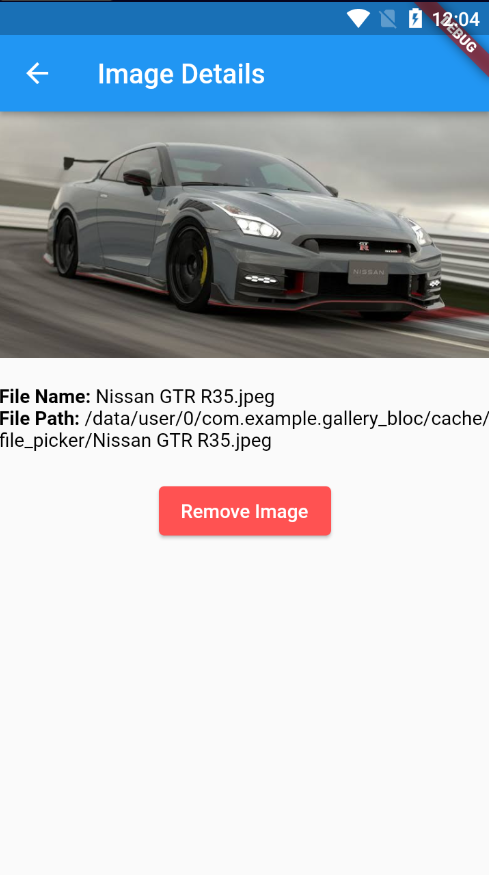 12:04
DEBUG
Image Details
GTR
NISSAN
File Name: Nissan GTR R35.jpeg
File Path: /data/user/0/com.example.gallery_bloc/cache/
file_picker/Nissan GTR R35.jpeg
Remove Image